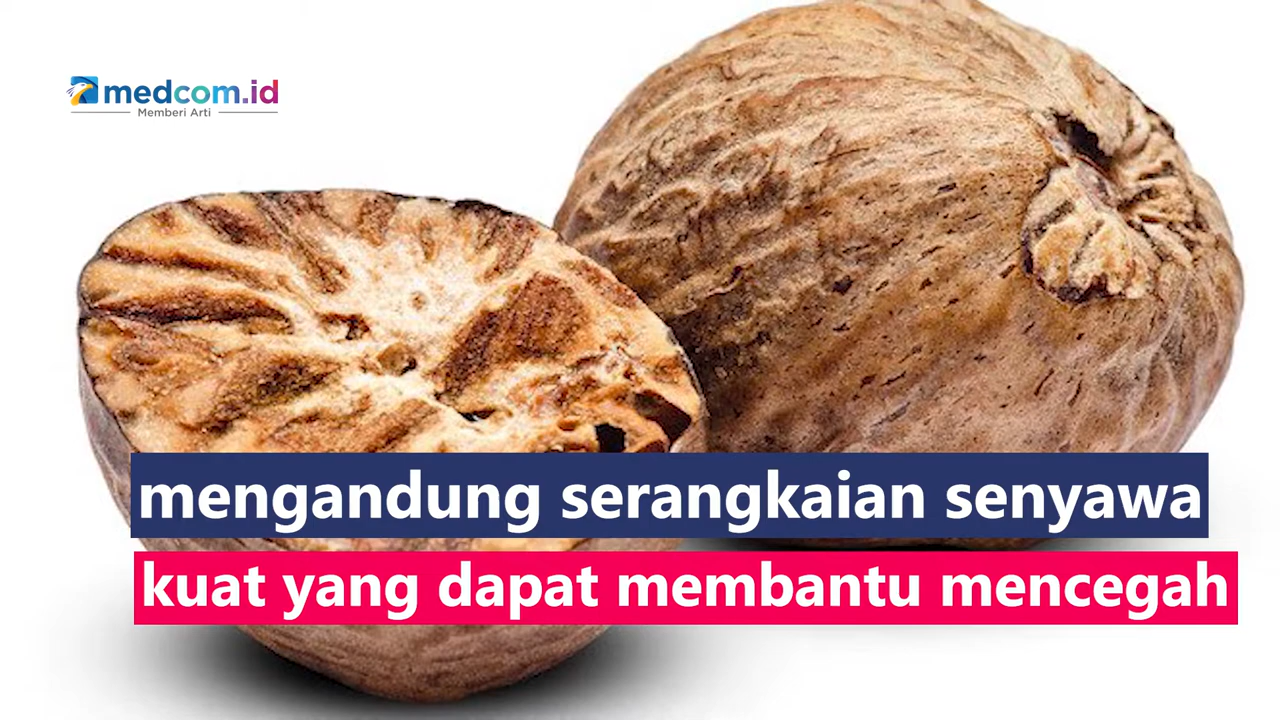 medcom.id
Memberi Arti
mengandung serangkaian senyawa
kuat yang dapat membantu mencegah